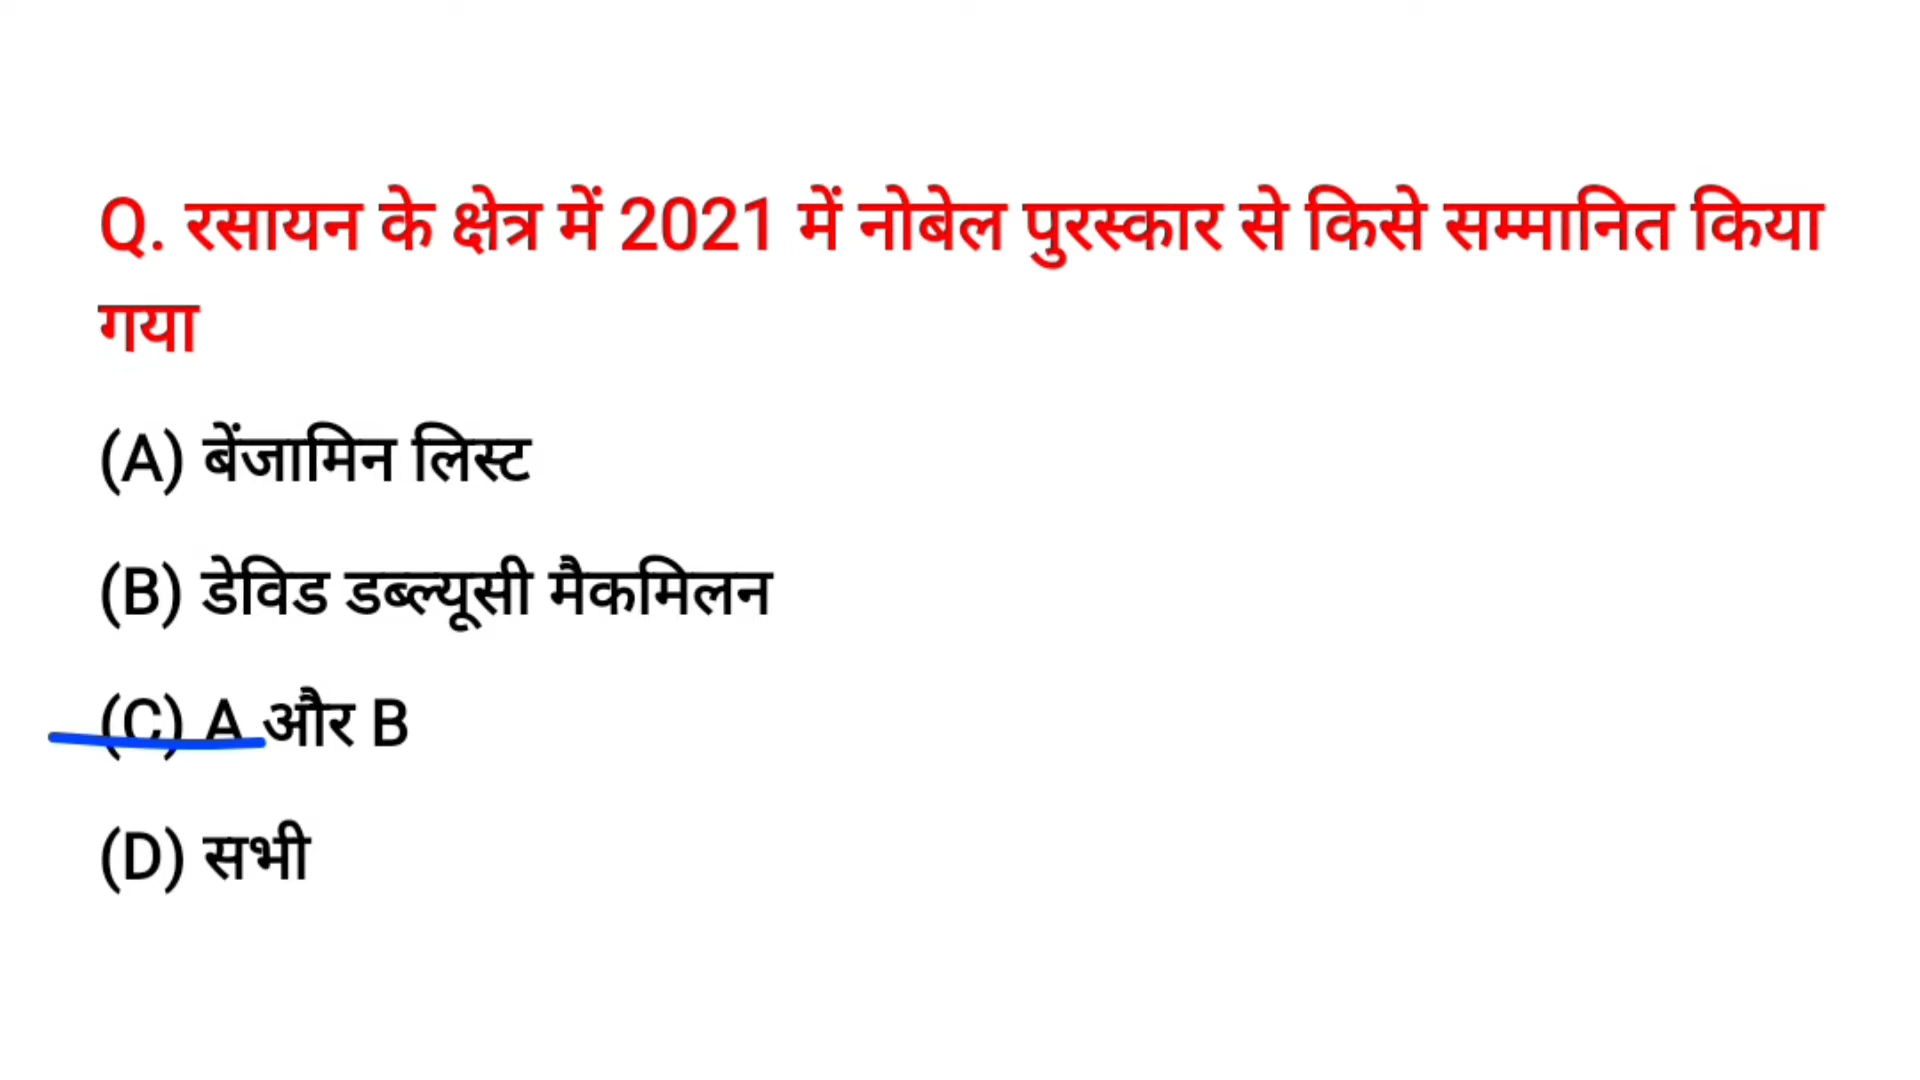 Q. रसायन के क्षेत्र में 2021 में नोबेल पुरस्कार से किसे सम्मानित किया
गया
(A) बेंजामिन लिस्ट
(B) डेविड डब्ल्यूसी मैकमिलन
(C) A और B
(D) सभी